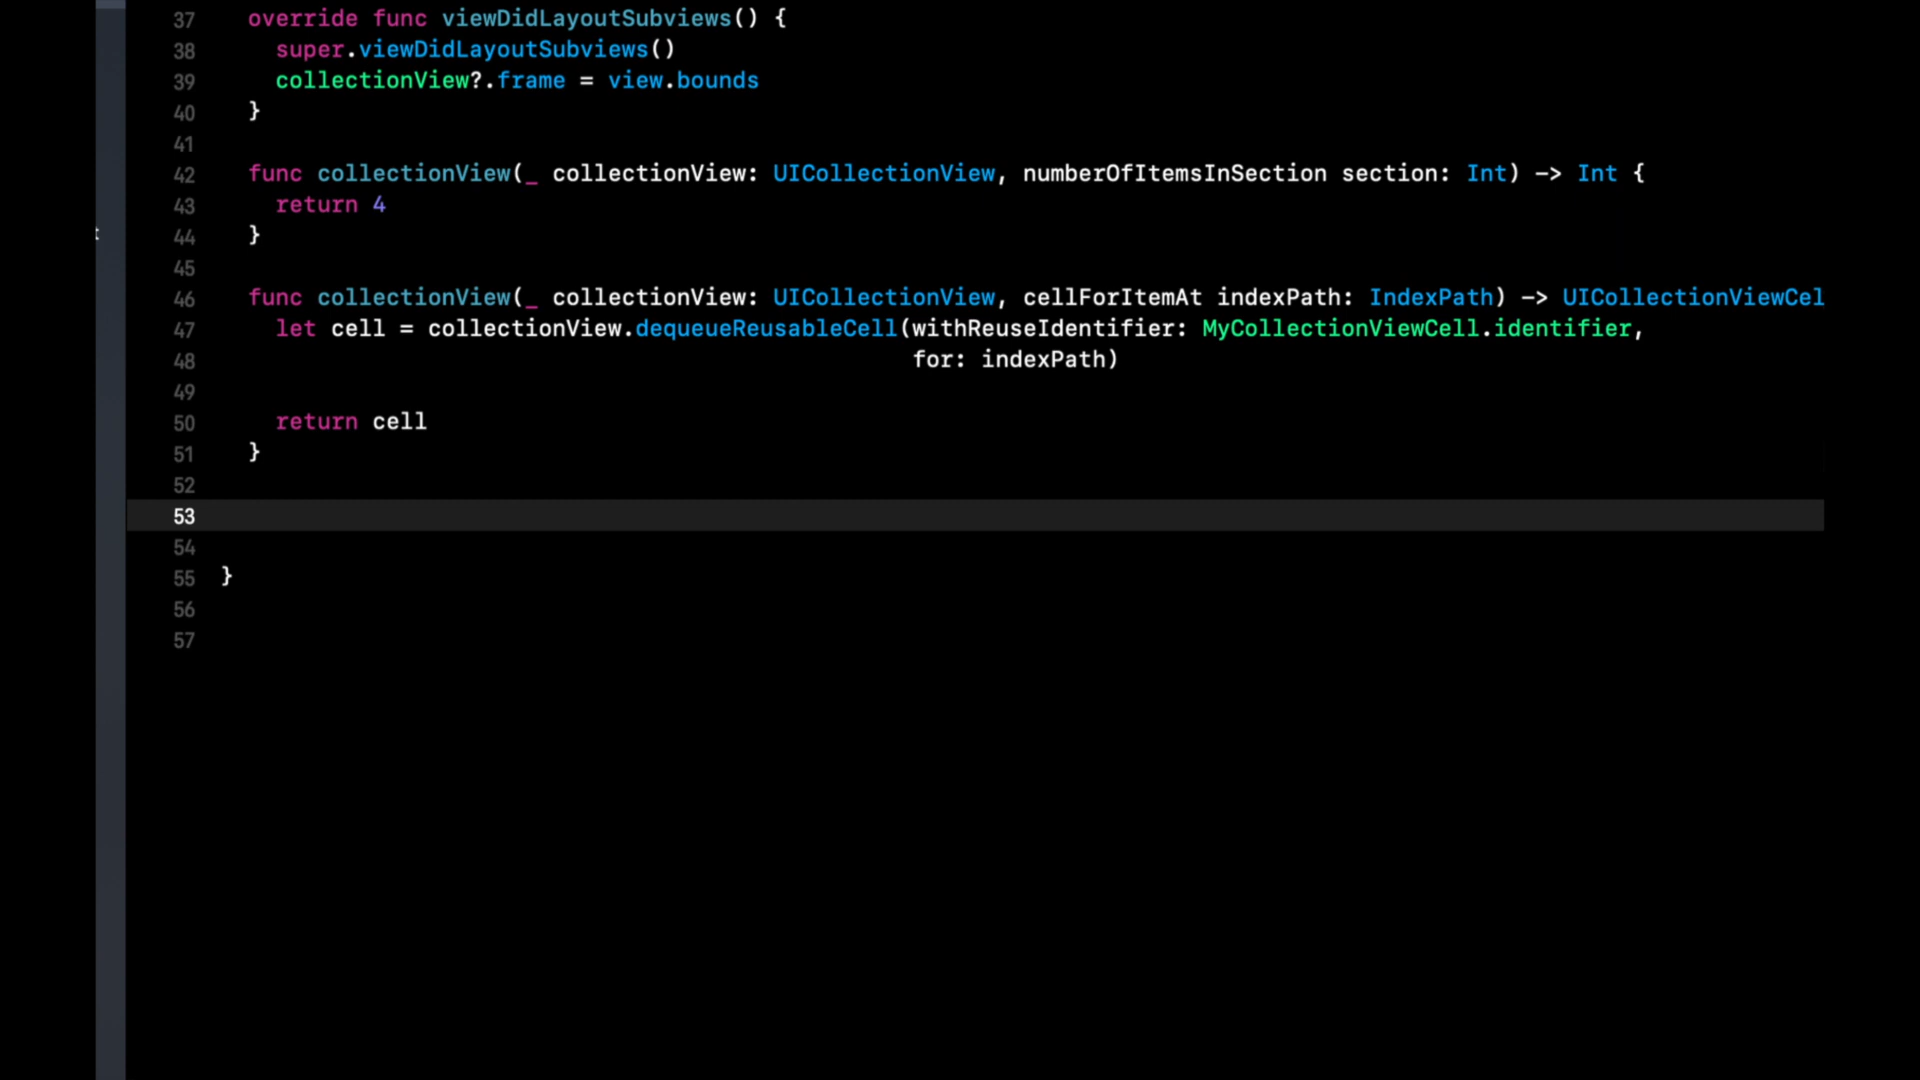 37 override func viewDidLayoutSubviews() {
38 super.viewDidLayoutSubviews()
39 collectionView?.frame = view.bounds
40 }
41
42 func collectionView(_ collectionView: UICollectionView, numberOfItemsInSection section: Int) -> Int {
43 return 4
44 }
45
46 func collectionView(_ collectionView: UICollectionView, cellForItemAt indexPath: IndexPath) -> UICollectionViewCel
47 let cell = collectionView.dequeueReusableCell(withReuseIdentifier: MyCollectionViewCell.identifier,
48 for: indexPath)
49
50 return cell
51 }
52
53
54
55 }
56
57